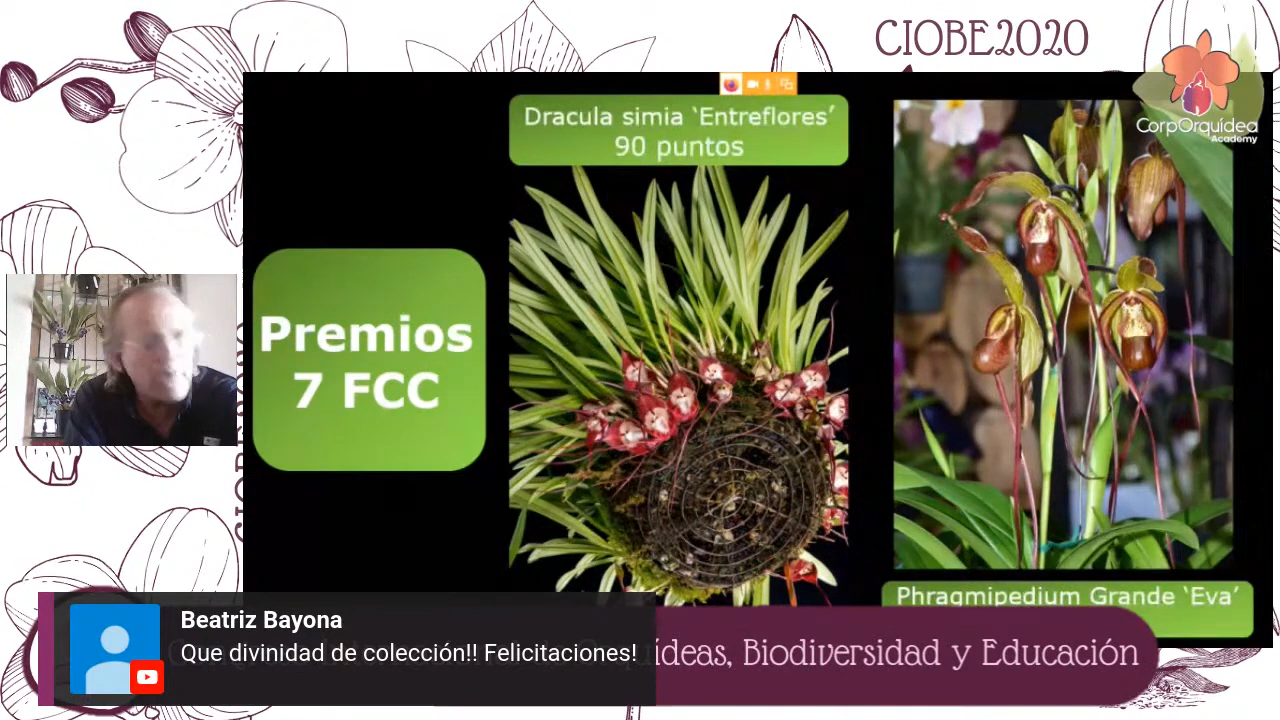 CIOBE2020
CorpOrquídea
Academy
Dracula simia ‘Entreflores’
90 puntos
Premios
7 FCC
Phragmipedium Grande ‘Eva’
Beatriz Bayona
Que divinidad de colección!! Felicitaciones!
ídeas, Biodiversidad y Educación